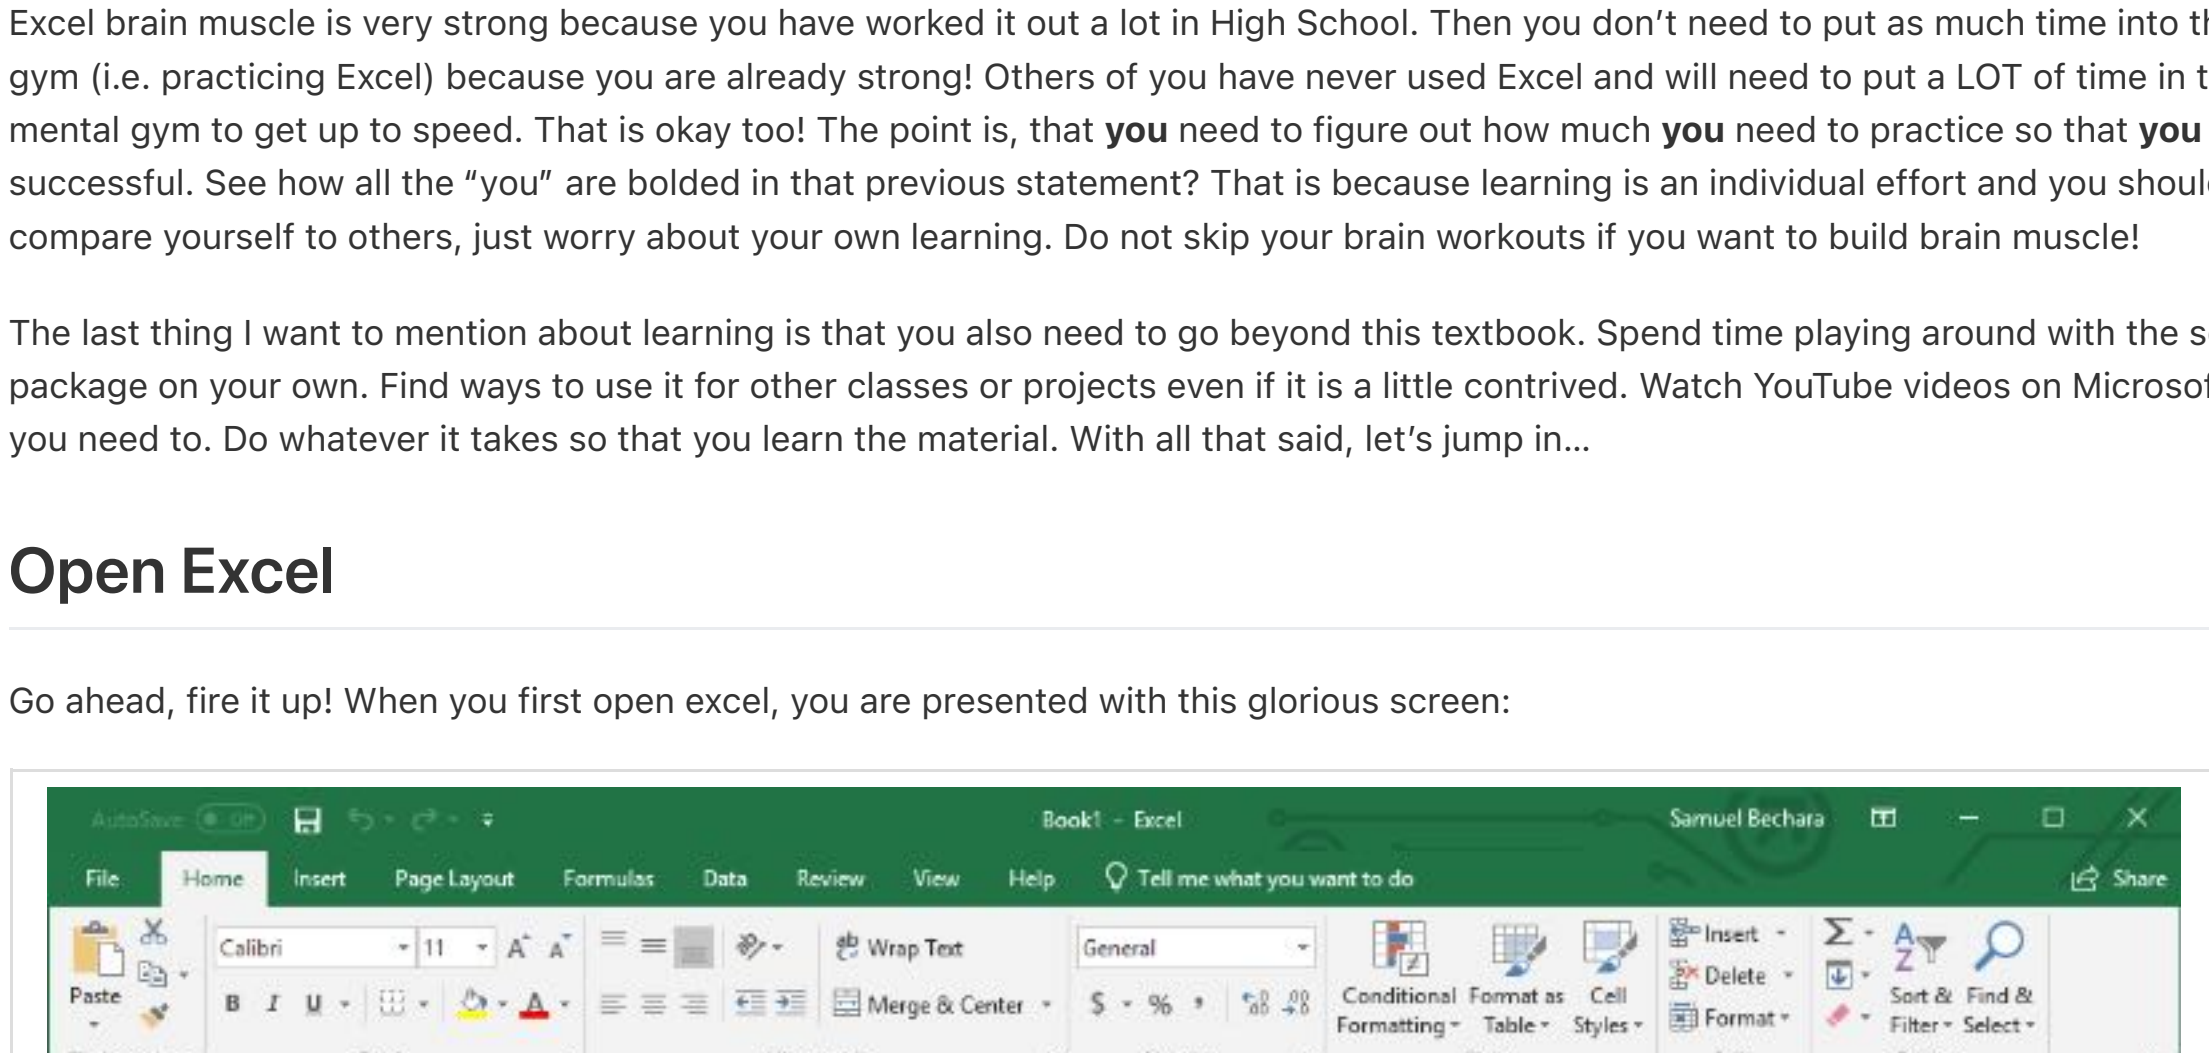 Excel brain muscle is very strong because you have worked it out a lot in High School. Then you don’t need to put as much time into
gym (i.e. practicing Excel) because you are already strong! Others of you have never used Excel and will need to put a LOT of time in
mental gym to get up to speed. That is okay too! The point is, that you need to figure out how much you need to practice so that you
successful. See how all the “you” are bolded in that previous statement? That is because learning is an individual effort and you
compare yourself to others, just worry about your own learning. Do not skip your brain workouts if you want to build brain muscle!
The last thing I want to mention about learning is that you also need to go beyond this textbook. Spend time playing around with the
package on your own. Find ways to use it for other classes or projects even if it is a little contrived. Watch YouTube videos on
you need to. Do whatever it takes so that you learn the material. With all that said, let’s jump in...
Open Excel
Go ahead, fire it up! When you first open excel, you are presented with this glorious screen:
AutoSave Off Book1 - Excel Samuel Bechara
File Home Insert Page Layout Formulas Data Review View Help Tell me what you want to do Share
Calibri 11 A A Wrap Text General Insert
Paste Delete
B I U A Merge & Center $ % Conditional Formatting Format as Table Cell Styles Format Sort & Filter Find & Select